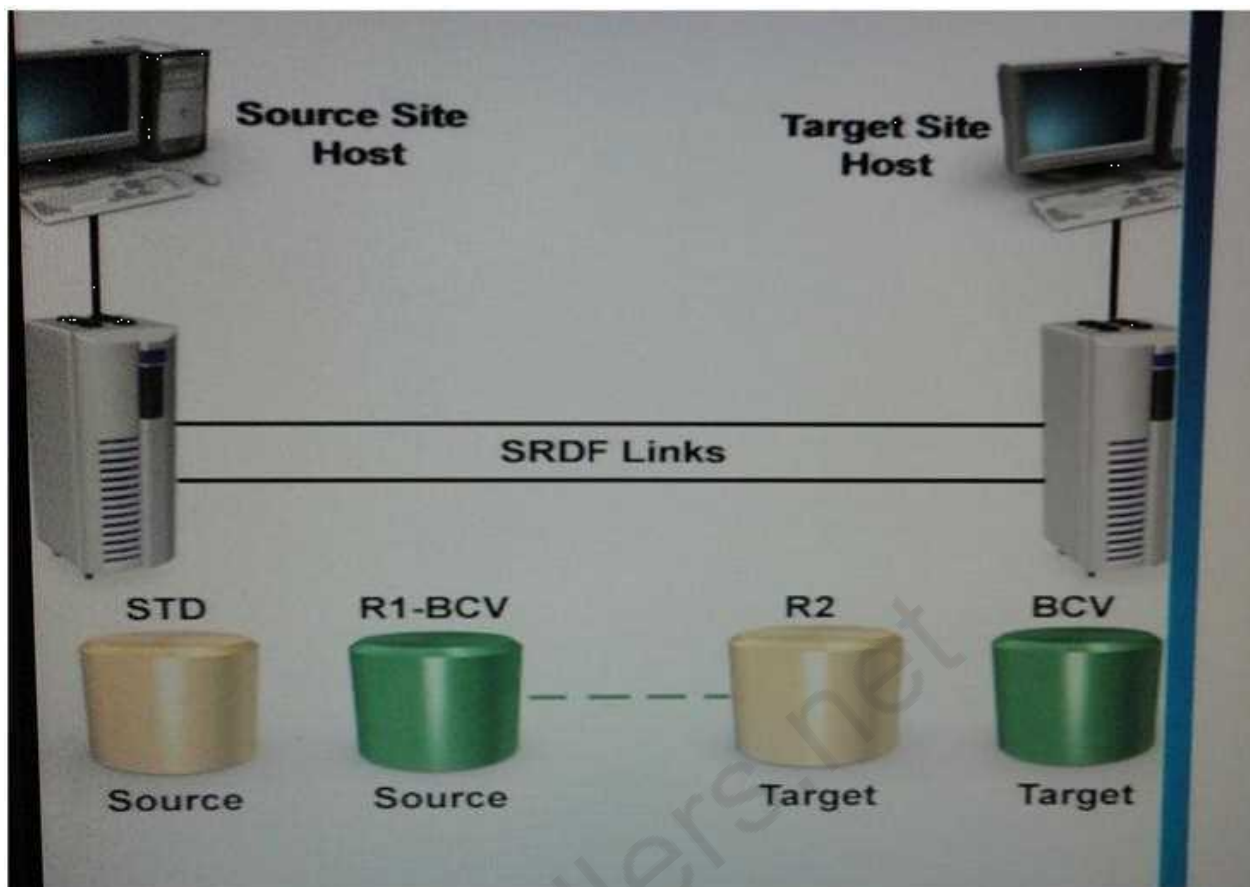 Source Site
Host
Target Site
Host
SRDF Links
STD
R1-BCV
R2
BCV
Source
Source
Target
Target